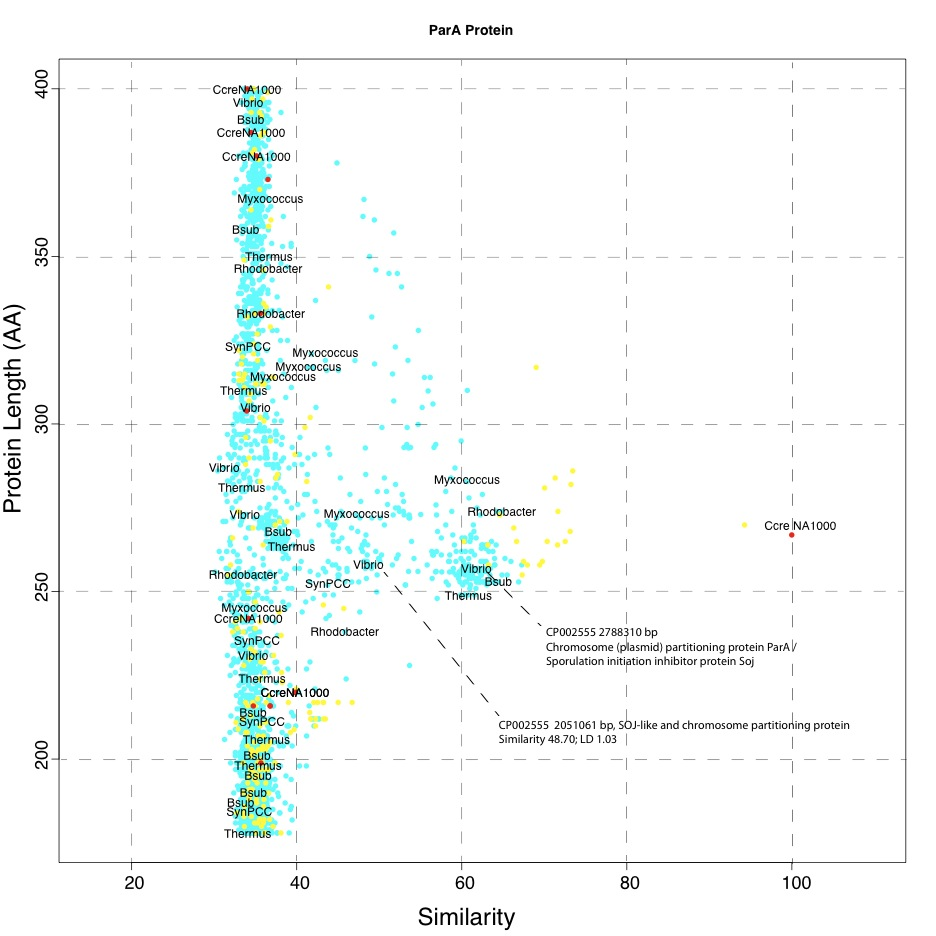 ParA Protein
400
CcreNA1000
Vibrio
Bsub
CcreNA1000
CcreNA1000
Myxococcus
Bsub
350
Thermus
Rhodobacter
Rhodobacter
SynPCC
Myxococcus
Myxococcus
Myxococcus
Thermus
Vibrio
300
Vibrio
Thermus
Myxococcus
Vibrio
Myxococcus
Rhodobacter
Ccre NA1000
Bsub
Thermus
Vibrio
Vibrio
Rhodobacter
SynPCC
Bsub
Thermus
250
Myxococcus
CcreNA1000
Rhodobacter
SynPCC
Vibrio
CP002555 2788310 bp
Chromosome (plasmid) partitioning protein ParA /
Sporulation initiation inhibitor protein Soj
Thermus
CcreNA1000
Bsub
SynPCC
CP002555 2051061 bp, SOJ-like and chromosome partitioning protein
Similarity 48.70; LD 1.03
Thermus
Bsub
200
Thermus
Bsub
Bsub
Bsub
SynPCC
Thermus
Protein Length (AA)
20
40
60
80
100
Similarity